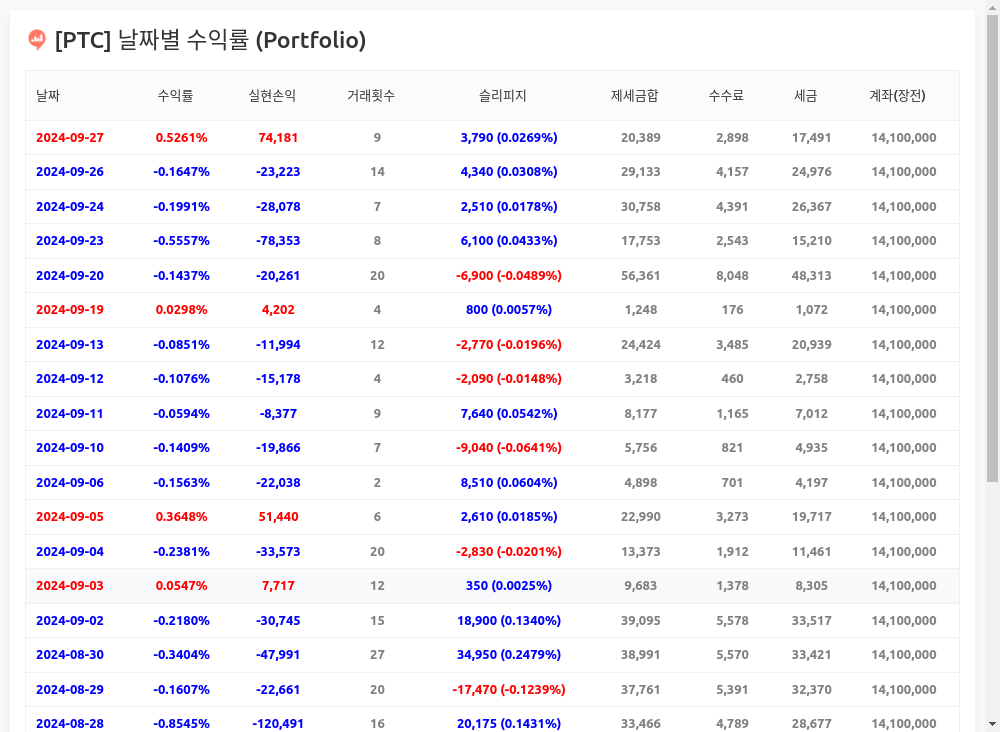 [PTC] 날짜별 수익률 (Portfolio)
날짜 수익률 실현손익 거래횟수 슬리피지 제세금합 수수료 세금 계좌(장전)
2024-09-27 0.5261% 74,181 9 3,790 (0.0269%) 20,389 2,898 17,491 14,100,000
2024-09-26 -0.1647% -23,223 14 4,340 (0.0308%) 29,133 4,157 24,976 14,100,000
2024-09-24 -0.1991% -28,078 7 2,510 (0.0178%) 30,758 4,391 26,367 14,100,000
2024-09-23 -0.5557% -78,353 8 6,100 (0.0433%) 17,753 2,543 15,210 14,100,000
2024-09-20 -0.1437% -20,261 20 -6,900 (-0.0489%) 56,361 8,048 48,313 14,100,000
2024-09-19 0.0298% 4,202 4 800 (0.0057%) 1,248 176 1,072 14,100,000
2024-09-13 -0.0851% -11,994 12 -2,770 (-0.0196%) 24,424 3,485 20,939 14,100,000
2024-09-12 -0.1076% -15,178 4 -2,090 (-0.0148%) 3,218 460 2,758 14,100,000
2024-09-11 -0.0594% -8,377 9 7,640 (0.0542%) 8,177 1,165 7,012 14,100,000
2024-09-10 -0.1409% -19,866 7 -9,040 (-0.0641%) 5,756 821 4,935 14,100,000
2024-09-06 -0.1563% -22,038 2 8,510 (0.0604%) 4,898 701 4,197 14,100,000
2024-09-05 0.3648% 51,440 6 2,610 (0.0185%) 22,990 3,273 19,717 14,100,000
2024-09-04 -0.2381% -33,573 20 -2,830 (-0.0201%) 13,373 1,912 11,461 14,100,000
2024-09-03 0.0547% 7,717 12 350 (0.0025%) 9,683 1,378 8,305 14,100,000
2024-09-02 -0.2180% -30,745 15 18,900 (0.1340%) 39,095 5,578 33,517 14,100,000
2024-08-30 -0.3404% -47,991 27 34,950 (0.2479%) 38,991 5,570 33,421 14,100,000
2024-08-29 -0.1607% -22,661 20 -17,470 (-0.1239%) 37,761 5,391 32,370 14,100,000
2024-08-28 -0.8545% -120,491 16 20,175 (0.1431%) 33,466 4,789 28,677 14,100,000